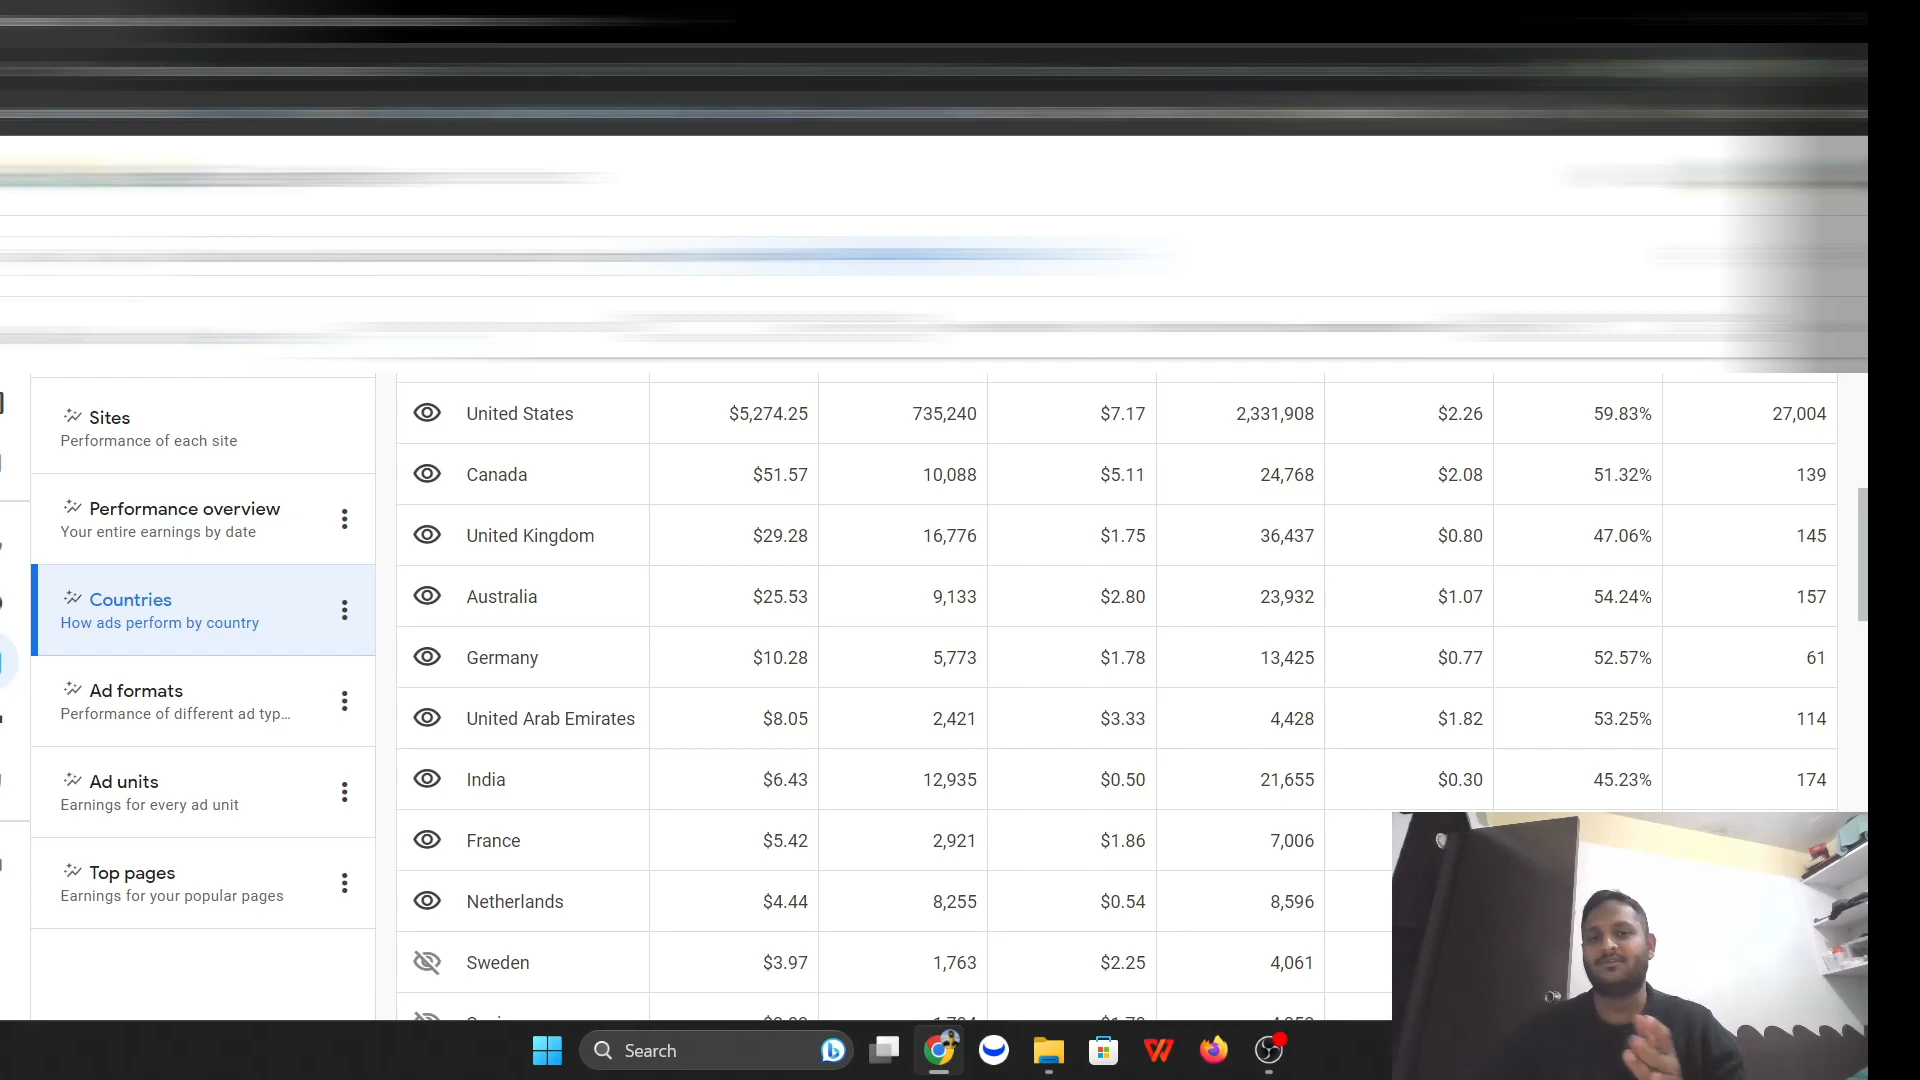 Sites
Performance of each site
Performance overview
Your entire earnings by date
Countries
How ads perform by country
Ad formats
Performance of different ad typ...
Ad units
Earnings for every ad unit
Top pages
Earnings for your popular pages
United States $5,274.25 735,240 $7.17 2,331,908 $2.26 59.83% 27,004
Canada $51.57 10,088 $5.11 24,768 $2.08 51.32% 139
United Kingdom $29.28 16,776 $1.75 36,437 $0.80 47.06% 145
Australia $25.53 9,133 $2.80 23,932 $1.07 54.24% 157
Germany $10.28 5,773 $1.78 13,425 $0.77 52.57% 61
United Arab Emirates $8.05 2,421 $3.33 4,428 $1.82 53.25% 114
India $6.43 12,935 $0.50 21,655 $0.30 45.23% 174
France $5.42 2,921 $1.86 7,006
Netherlands $4.44 8,255 $0.54 8,596
Sweden $3.97 1,763 $2.25 4,061
Search